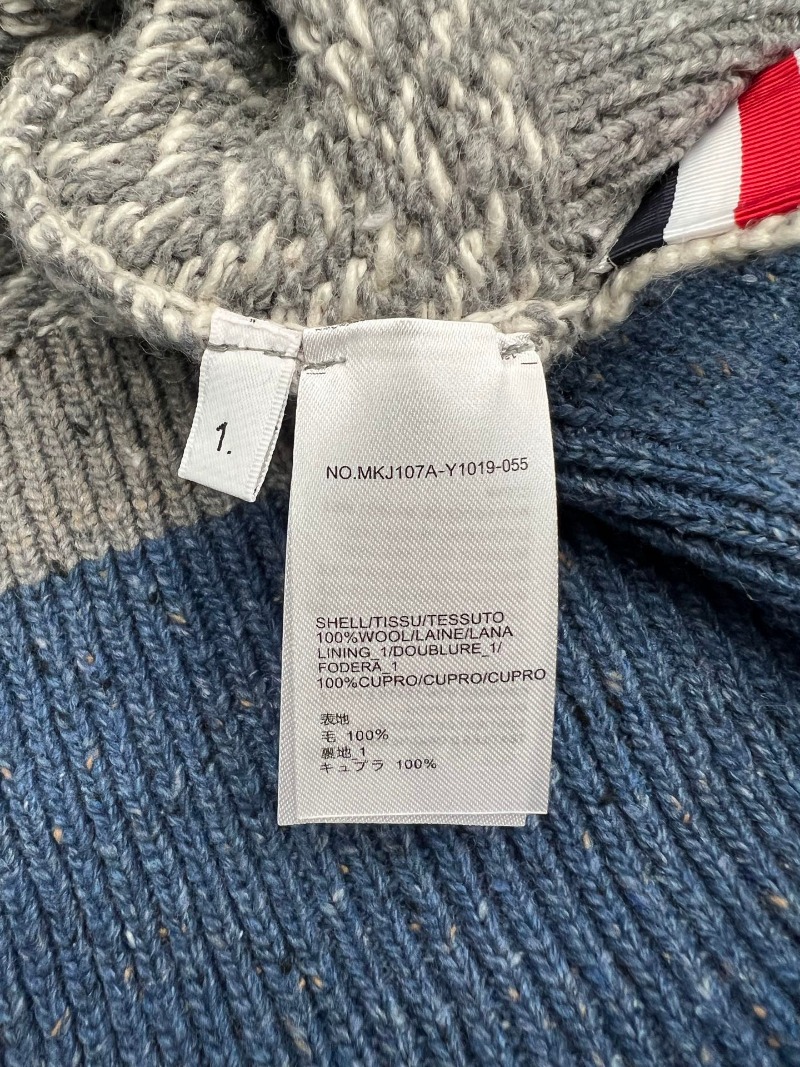 1.
NO.MKJ107A-Y1019-055
SHELL/TISSU/TESSUTO
100%WOOL/LAINE/LANA
LINING_1/DOUBLURE_1/
FODERA_1
100%CUPRO/CUPRO/CUPRO
表地
毛 100%
裏地_1
キュプラ 100%